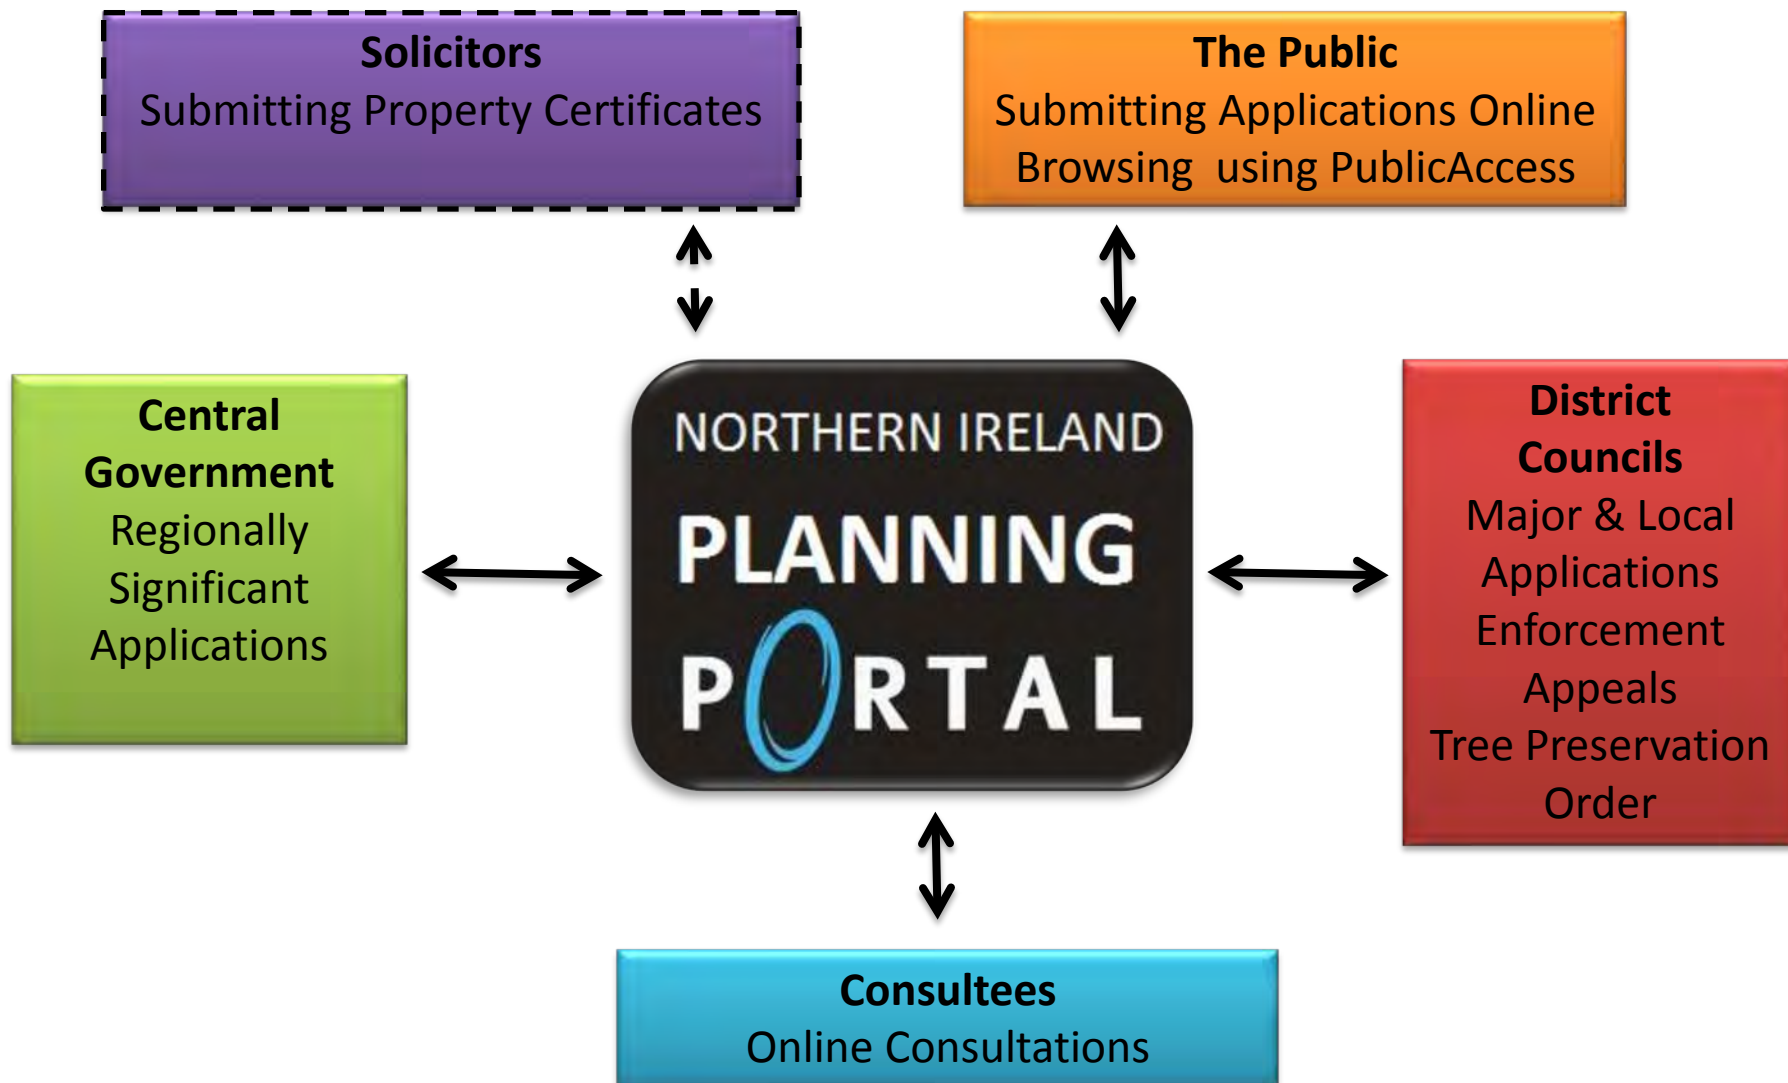 Solicitors
Submitting Property Certificates
The Public
Submitting Applications Online
Browsing using PublicAccess
Central
Government
Regionally
Significant
Applications
NORTHERN IRELAND
PLANNING
PORTAL
District
Councils
Major & Local
Applications
Enforcement
Appeals
Tree Preservation
Order
Consultees
Online Consultations